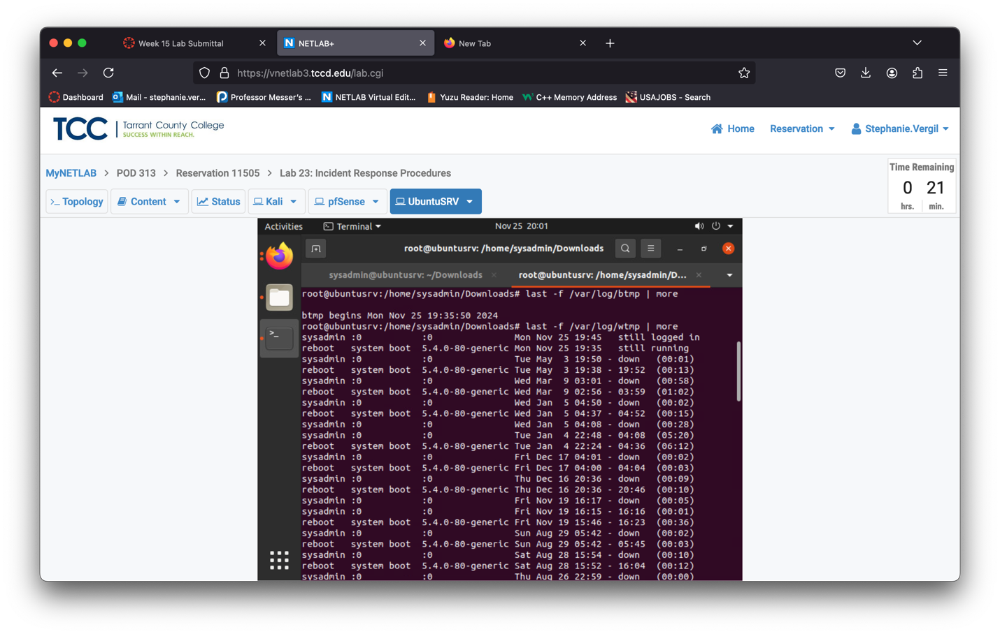 Week 15 Lab Submittal
NETLAB+
New Tab
https://vnetlab3.tccd.edu/lab.cgi
Dashboard
Mail - stephanie.ver...
Professor Messer's ...
NETLAB Virtual Edit...
Yuzu Reader: Home
C++ Memory Address
USAJOBS - Search
TCC Tarrant County College
SUCCESS WITHIN REACH.
Home
Reservation
Stephanie.Vergil
MyNETLAB > POD 313 > Reservation 11505 > Lab 23: Incident Response Procedures
Time Remaining
0 21
hrs. min.
>_ Topology
Content
Status
Kali
pfSense
UbuntuSRV
Activities
Terminal
Nov 25 20:01
root@ubuntusrv: /home/sysadmin/Downloads
sysadmin@ubuntusrv: ~/Downloads
root@ubuntusrv: /home/sysadmin/D...
root@ubuntusrv:/home/sysadmin/Downloads# last -f /var/log/btmp | more
btmp begins Mon Nov 25 19:35:50 2024
root@ubuntusrv:/home/sysadmin/Downloads# last -f /var/log/wtmp | more
sysadmin :0 :0 Mon Nov 25 19:45 still logged in
reboot system boot 5.4.0-80-generic Mon Nov 25 19:35 still running
sysadmin :0 :0 Tue May 3 19:50 - down (00:01)
reboot system boot 5.4.0-80-generic Tue May 3 19:38 - 19:52 (00:13)
sysadmin :0 :0 Wed Mar 9 03:01 - down (00:58)
reboot system boot 5.4.0-80-generic Wed Mar 9 02:56 - 03:59 (01:02)
sysadmin :0 :0 Wed Jan 5 04:50 - down (00:02)
reboot system boot 5.4.0-80-generic Wed Jan 5 04:37 - 04:52 (00:15)
sysadmin :0 :0 Wed Jan 5 04:08 - down (00:28)
sysadmin :0 :0 Tue Jan 4 22:48 - 04:08 (05:20)
reboot system boot 5.4.0-80-generic Tue Jan 4 22:24 - 04:36 (06:12)
sysadmin :0 :0 Fri Dec 17 04:01 - down (00:02)
reboot system boot 5.4.0-80-generic Fri Dec 17 04:00 - 04:04 (00:03)
sysadmin :0 :0 Thu Dec 16 20:36 - down (00:09)
reboot system boot 5.4.0-80-generic Thu Dec 16 20:36 - 20:46 (00:10)
sysadmin :0 :0 Fri Nov 19 16:17 - down (00:05)
sysadmin :0 :0 Fri Nov 19 16:15 - 16:16 (00:01)
reboot system boot 5.4.0-80-generic Fri Nov 19 15:46 - 16:23 (00:36)
sysadmin :0 :0 Sun Aug 29 05:42 - down (00:02)
reboot system boot 5.4.0-80-generic Sun Aug 29 05:42 - 05:45 (00:03)
sysadmin :0 :0 Sat Aug 28 15:54 - down (00:10)
reboot system boot 5.4.0-80-generic Sat Aug 28 15:52 - 16:04 (00:12)
sysadmin :0 :0 Thu Aug 26 22:59 - down (00:00)